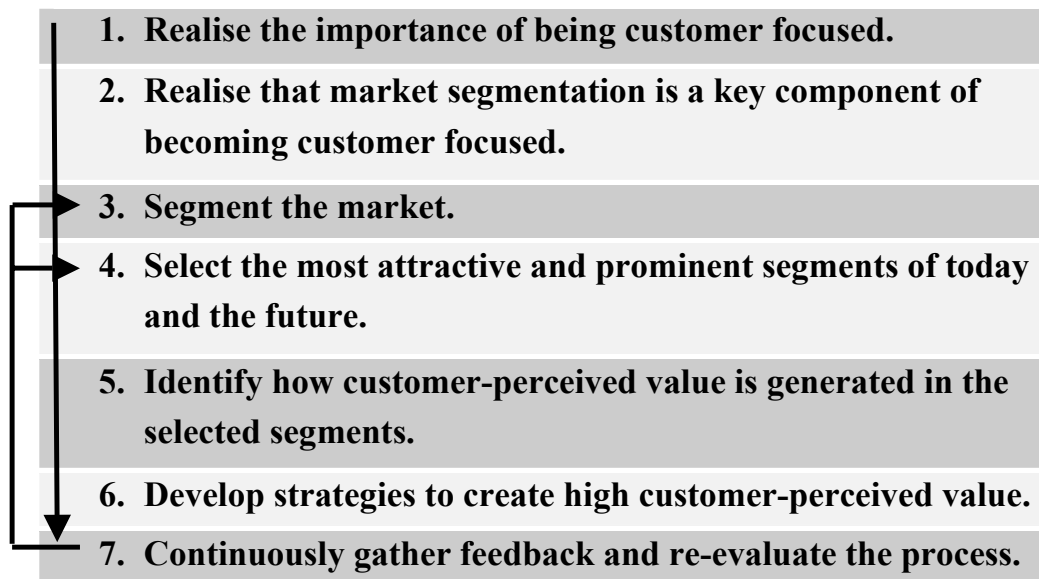 1. Realise the importance of being customer focused.
2. Realise that market segmentation is a key component of
becoming customer focused.
3. Segment the market.
4. Select the most attractive and prominent segments of today
and the future.
5. Identify how customer-perceived value is generated in the
selected segments.
6. Develop strategies to create high customer-perceived value.
7. Continuously gather feedback and re-evaluate the process.